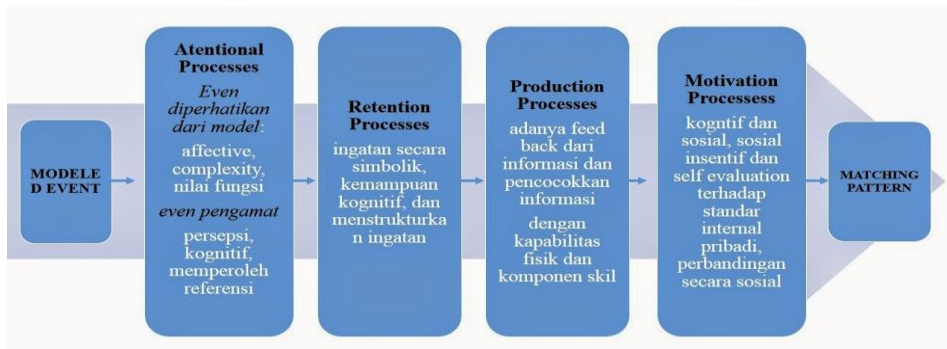 MODELE
D EVENT
Atentional
Processes
Even
diperhatikan
dari model:
affective,
complexity,
nilai fungsi
even pengamat
persepsi,
kognitif,
memperoleh
referensi
Retention
Processes
ingatan secara
simbolik,
kemampuan
kognitif, dan
menstrukturka
n ingatan
Production
Processes
adanya feed
back dari
informasi dan
pencocokkan
informasi
dengan
kapabilitas
fisik dan
komponen skil
Motivation
Processess
kogntif dan
sosial, sosial
insentif dan
self evaluation
terhadap
standar
internal
pribadi,
perbandingan
secara sosial
MATCHING
PATTERN